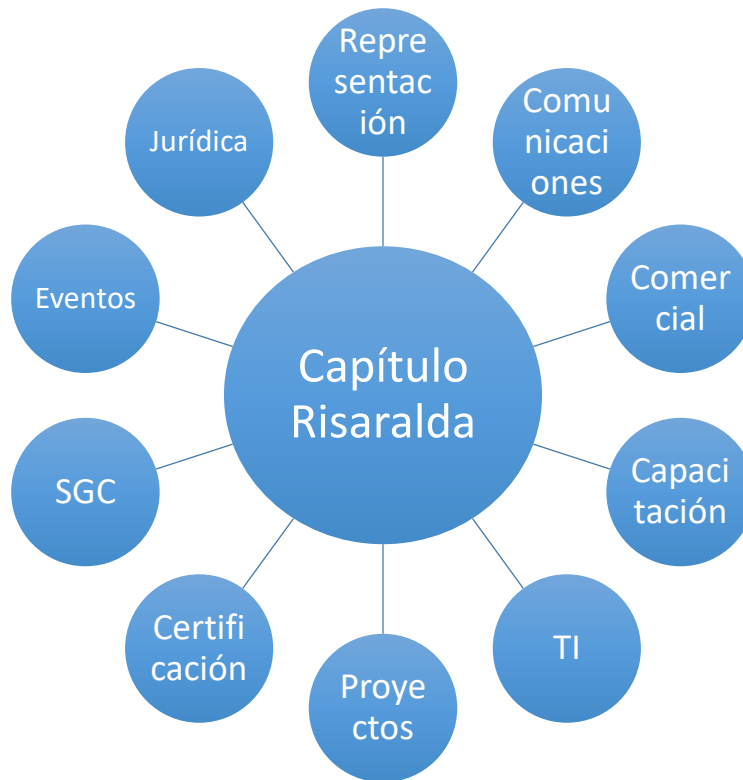 Repre
sentac
ión
Comu
nicaci
ones
Comer
cial
Capaci
tación
TI
Proye
ctos
Certifi
cación
SGC
Eventos
Jurídica
Capítulo
Risaralda